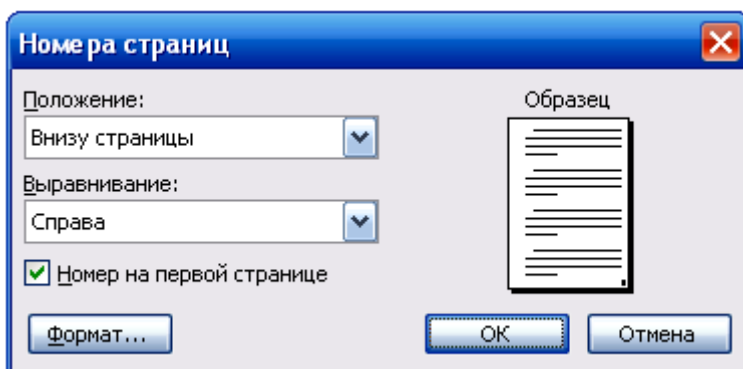 Номера страниц
Положение:
Образец
Внизу страницы
Выравнивание:
Справа
Номер на первой странице
Формат...
ОК
Отмена